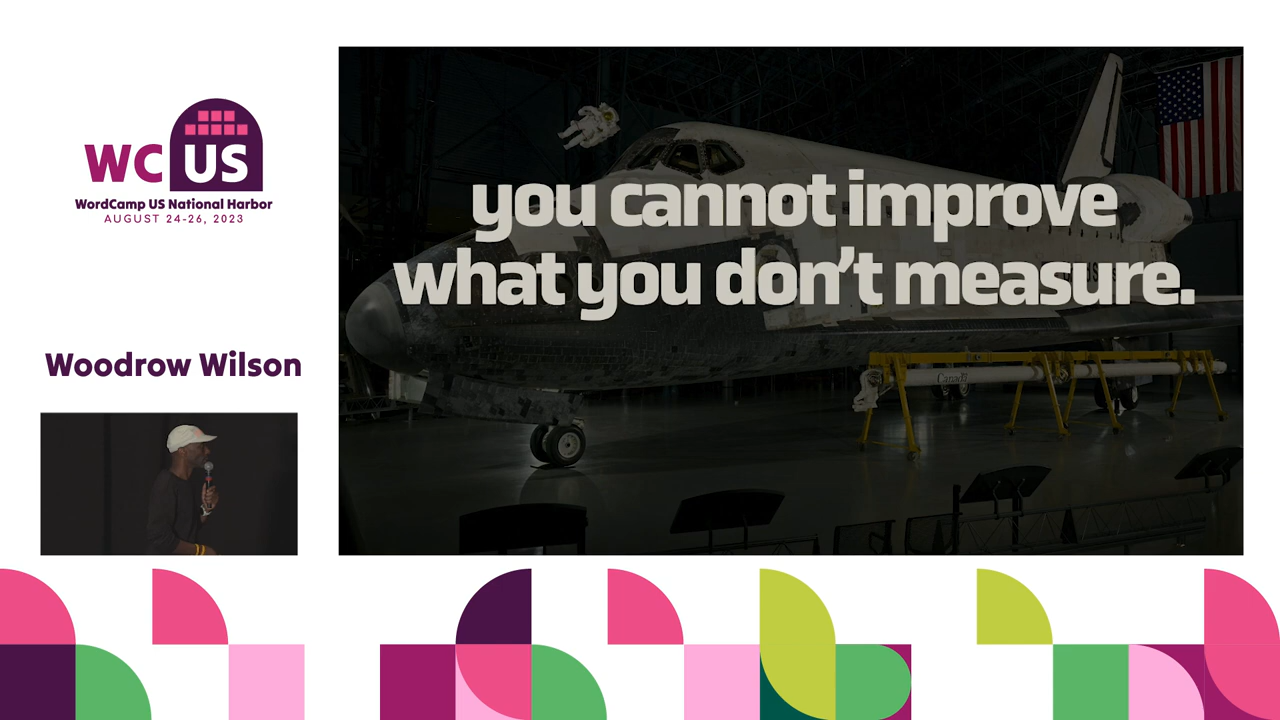 WC US
WordCamp US National Harbor
AUGUST 24-26, 2023
you cannot improve
what you don't measure.
Canada
Woodrow Wilson